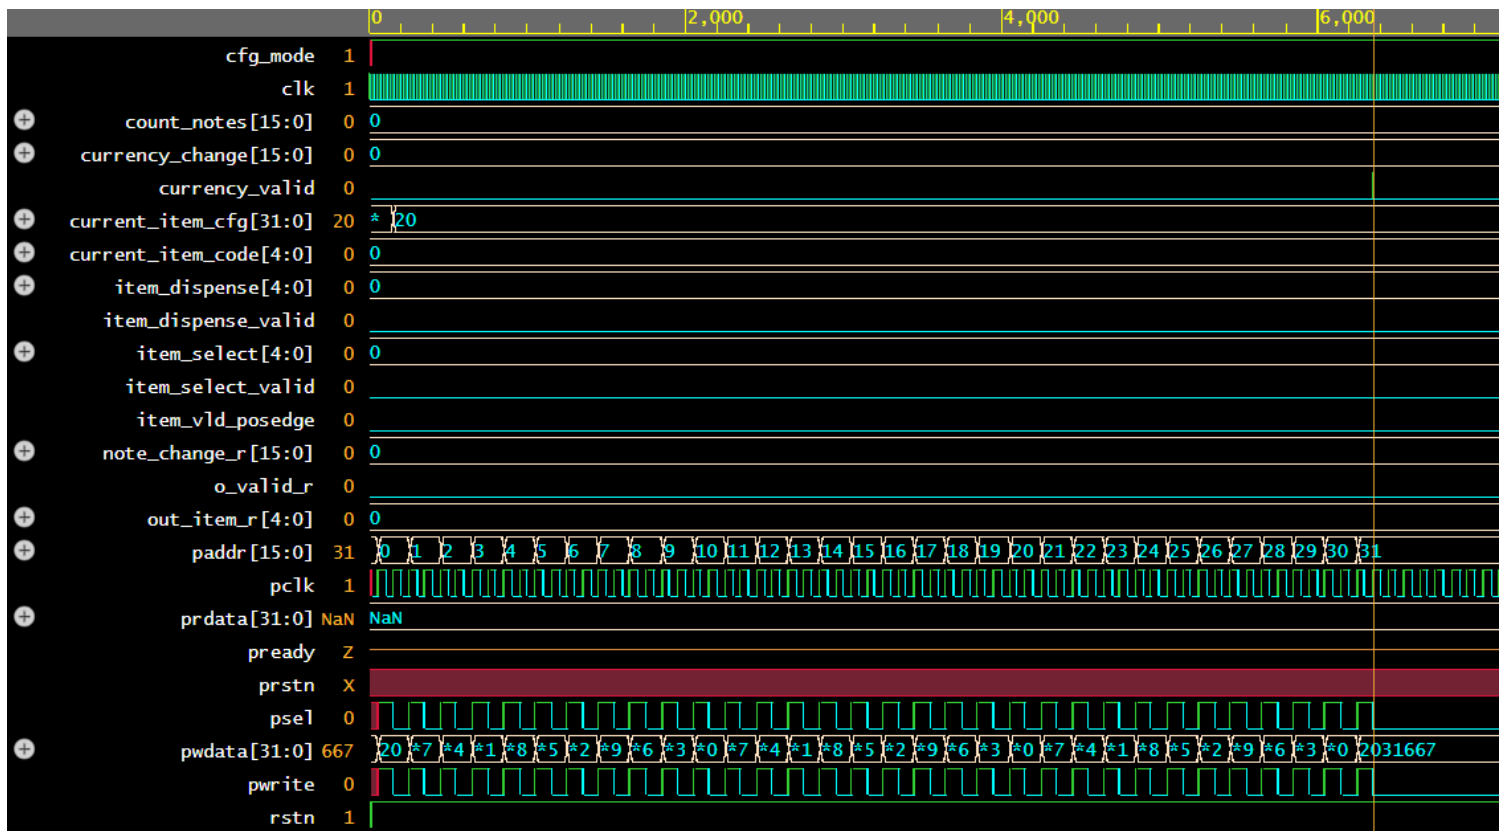 0 2,000 4,000 6,000
cfg_mode 1
clk 1
count_notes[15:0] 0 0
currency_change[15:0] 0 0
currency_valid 0
current_item_cfg[31:0] 20 * 20
current_item_code[4:0] 0 0
item_dispense[4:0] 0 0
item_dispense_valid 0
item_select[4:0] 0 0
item_select_valid 0
item_vld_posedge 0
note_change_r[15:0] 0 0
o_valid_r 0
out_item_r[4:0] 0 0
paddr[15:0] 31 0 1 2 3 4 5 6 7 8 9 10 11 12 13 14 15 16 17 18 19 20 21 22 23 24 25 26 27 28 29 30 31
pclk 1
prdata[31:0] NaN NaN
pready Z
prstn X
psel 0
pwdata[31:0] 667 20 *7 *4 *1 *8 *5 *2 *9 *6 *3 *0 *7 *4 *1 *8 *5 *2 *9 *6 *3 *0 *7 *4 *1 *8 *5 *2 *9 *6 *3 *0 2031667
pwrite 0
rstn 1